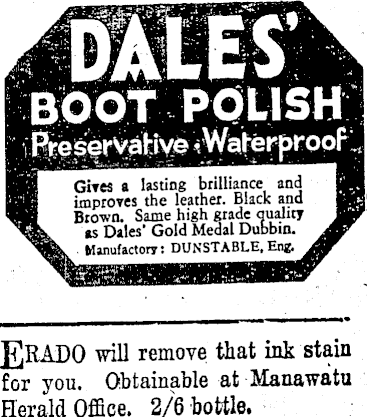 DALES'
BOOT POLISH
Preservative & Waterproof
Gives a lasting brilliance and
improves the leather. Black and
Brown. Same high grade quality
as Dales' Gold Medal Dubbin.
Manufactory: DUNSTABLE, Eng.
ERADO will remove that ink stain
for you. Obtainable at Manawatu
Herald Office. 2/6 bottle.